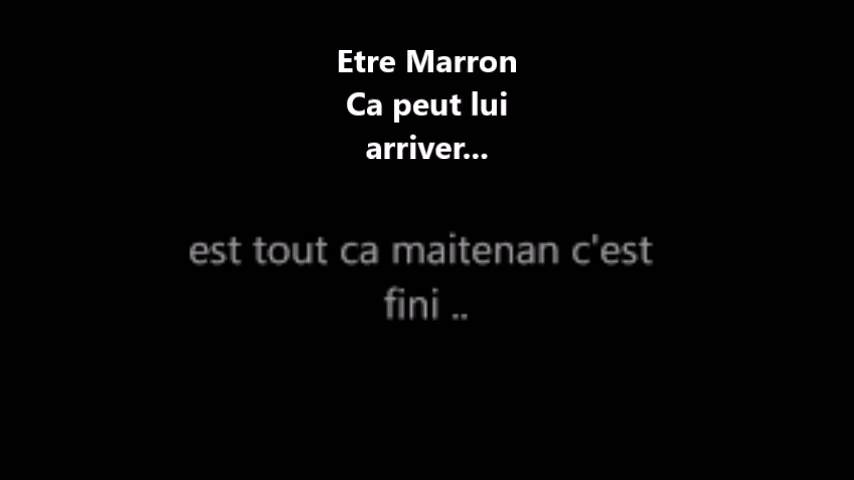 Etre Marron
Ca peut lui
arriver...
est tout ca maitenan c'est
fini ..